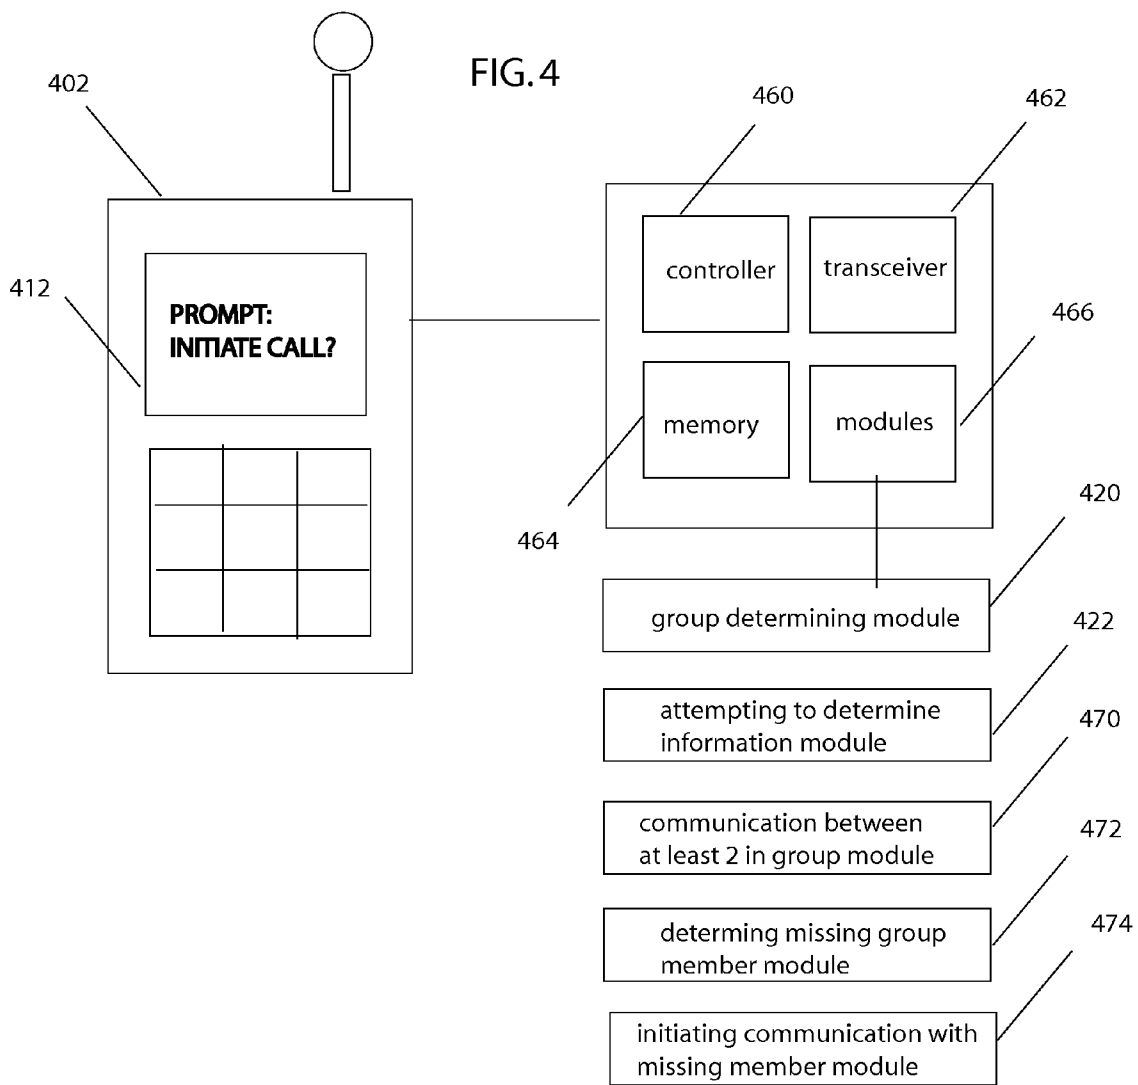 FIG. 4
402
460
462
412
PROMPT:
INITIATE CALL?
controller
transceiver
466
memory
modules
464
420
group determining module
422
attempting to determine
information module
470
communication between
at least 2 in group module
472
determing missing group
member module
474
initiating communication with
missing member module